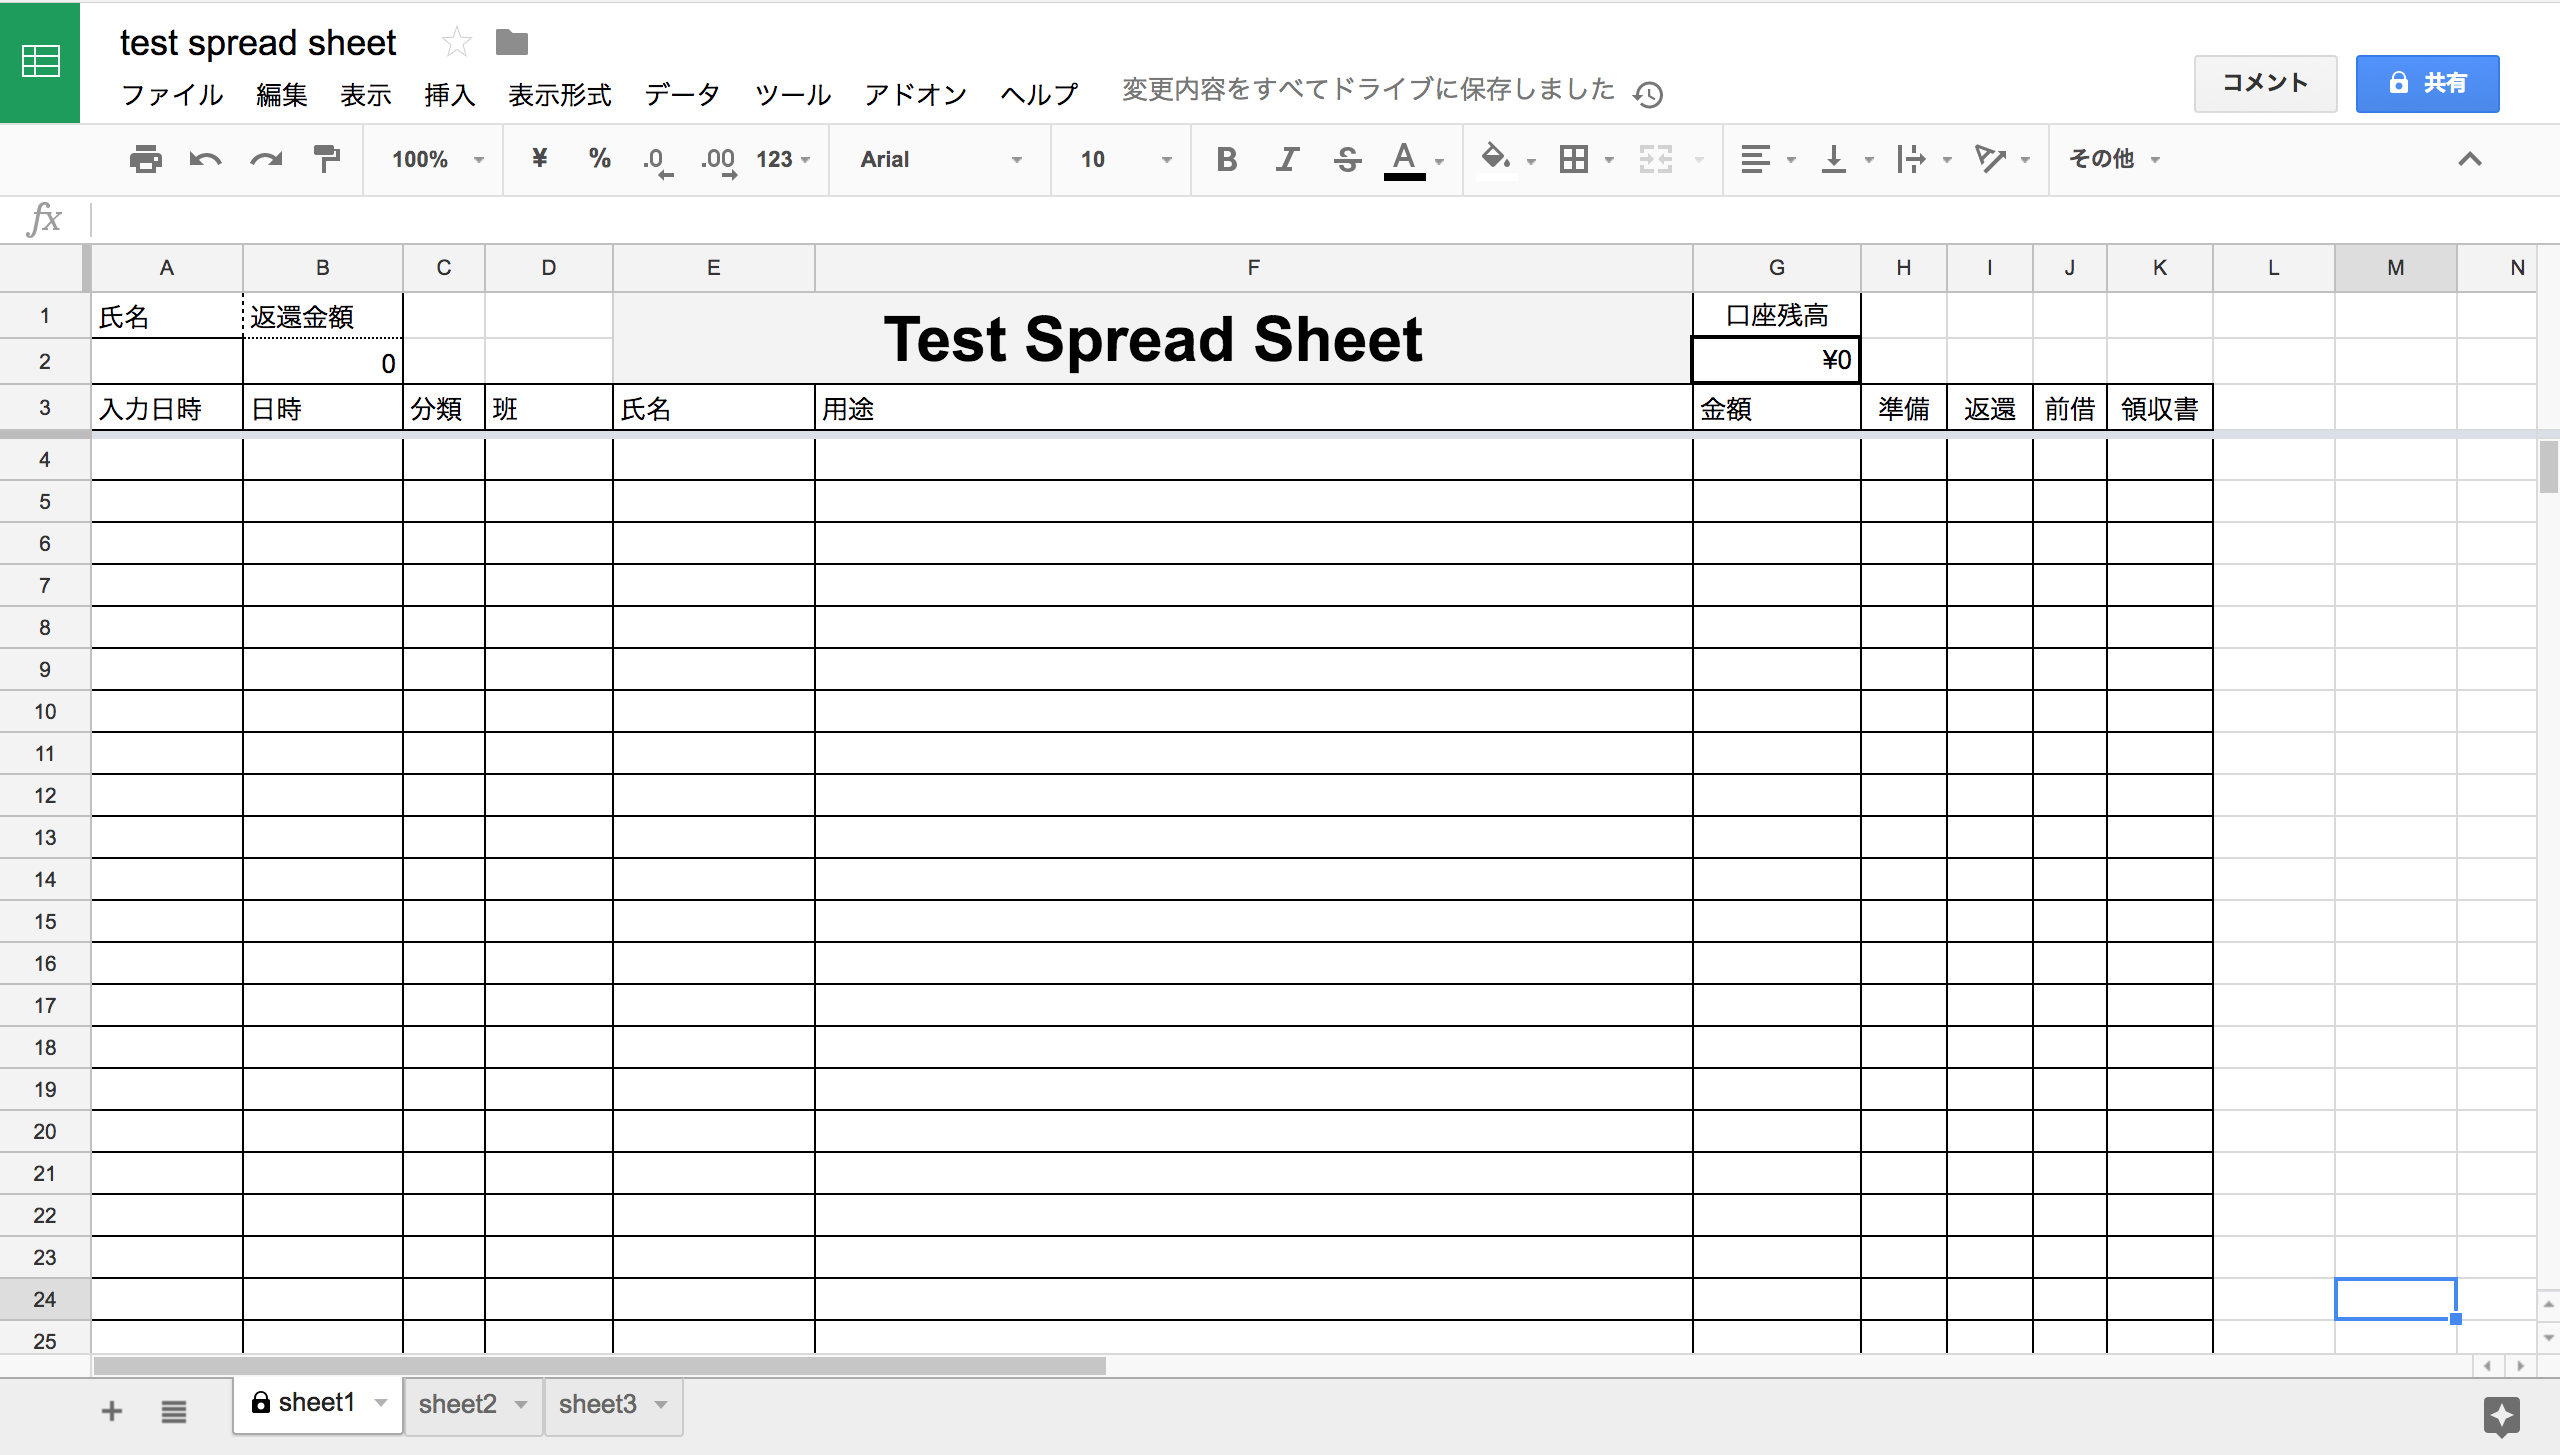 test spread sheet
ファイル 編集 表示 挿入 表示形式 データ ツール アドオン ヘルプ 変更内容をすべてドライブに保存しました
コメント 共有
100% ¥ % .0 .00 123 Arial 10 B I S A その他
fx
A B C D E F G H I J K L M N
1 氏名 返還金額 Test Spread Sheet 口座残高
2 0 ¥0
3 入力日時 日時 分類 班 氏名 用途 金額 準備 返還 前借 領収書
4
5
6
7
8
9
10
11
12
13
14
15
16
17
18
19
20
21
22
23
24
25
sheet1 sheet2 sheet3